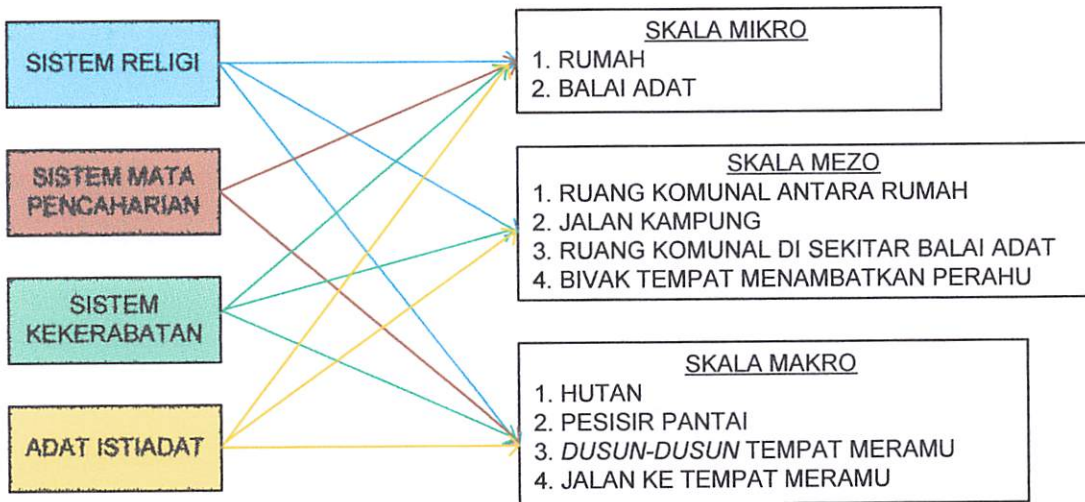 SISTEM RELIGI
SISTEM MATA
PENCAHARIAN
SISTEM
KEKERABATAN
ADAT ISTIADAT
SKALA MIKRO
1. RUMAH
2. BALAI ADAT
SKALA MEZO
1. RUANG KOMUNAL ANTARA RUMAH
2. JALAN KAMPUNG
3. RUANG KOMUNAL DI SEKITAR BALAI ADAT
4. BIVAK TEMPAT MENAMBATKAN PERAHU
SKALA MAKRO
1. HUTAN
2. PESISIR PANTAI
3. DUSUN-DUSUN TEMPAT MERAMU
4. JALAN KE TEMPAT MERAMU